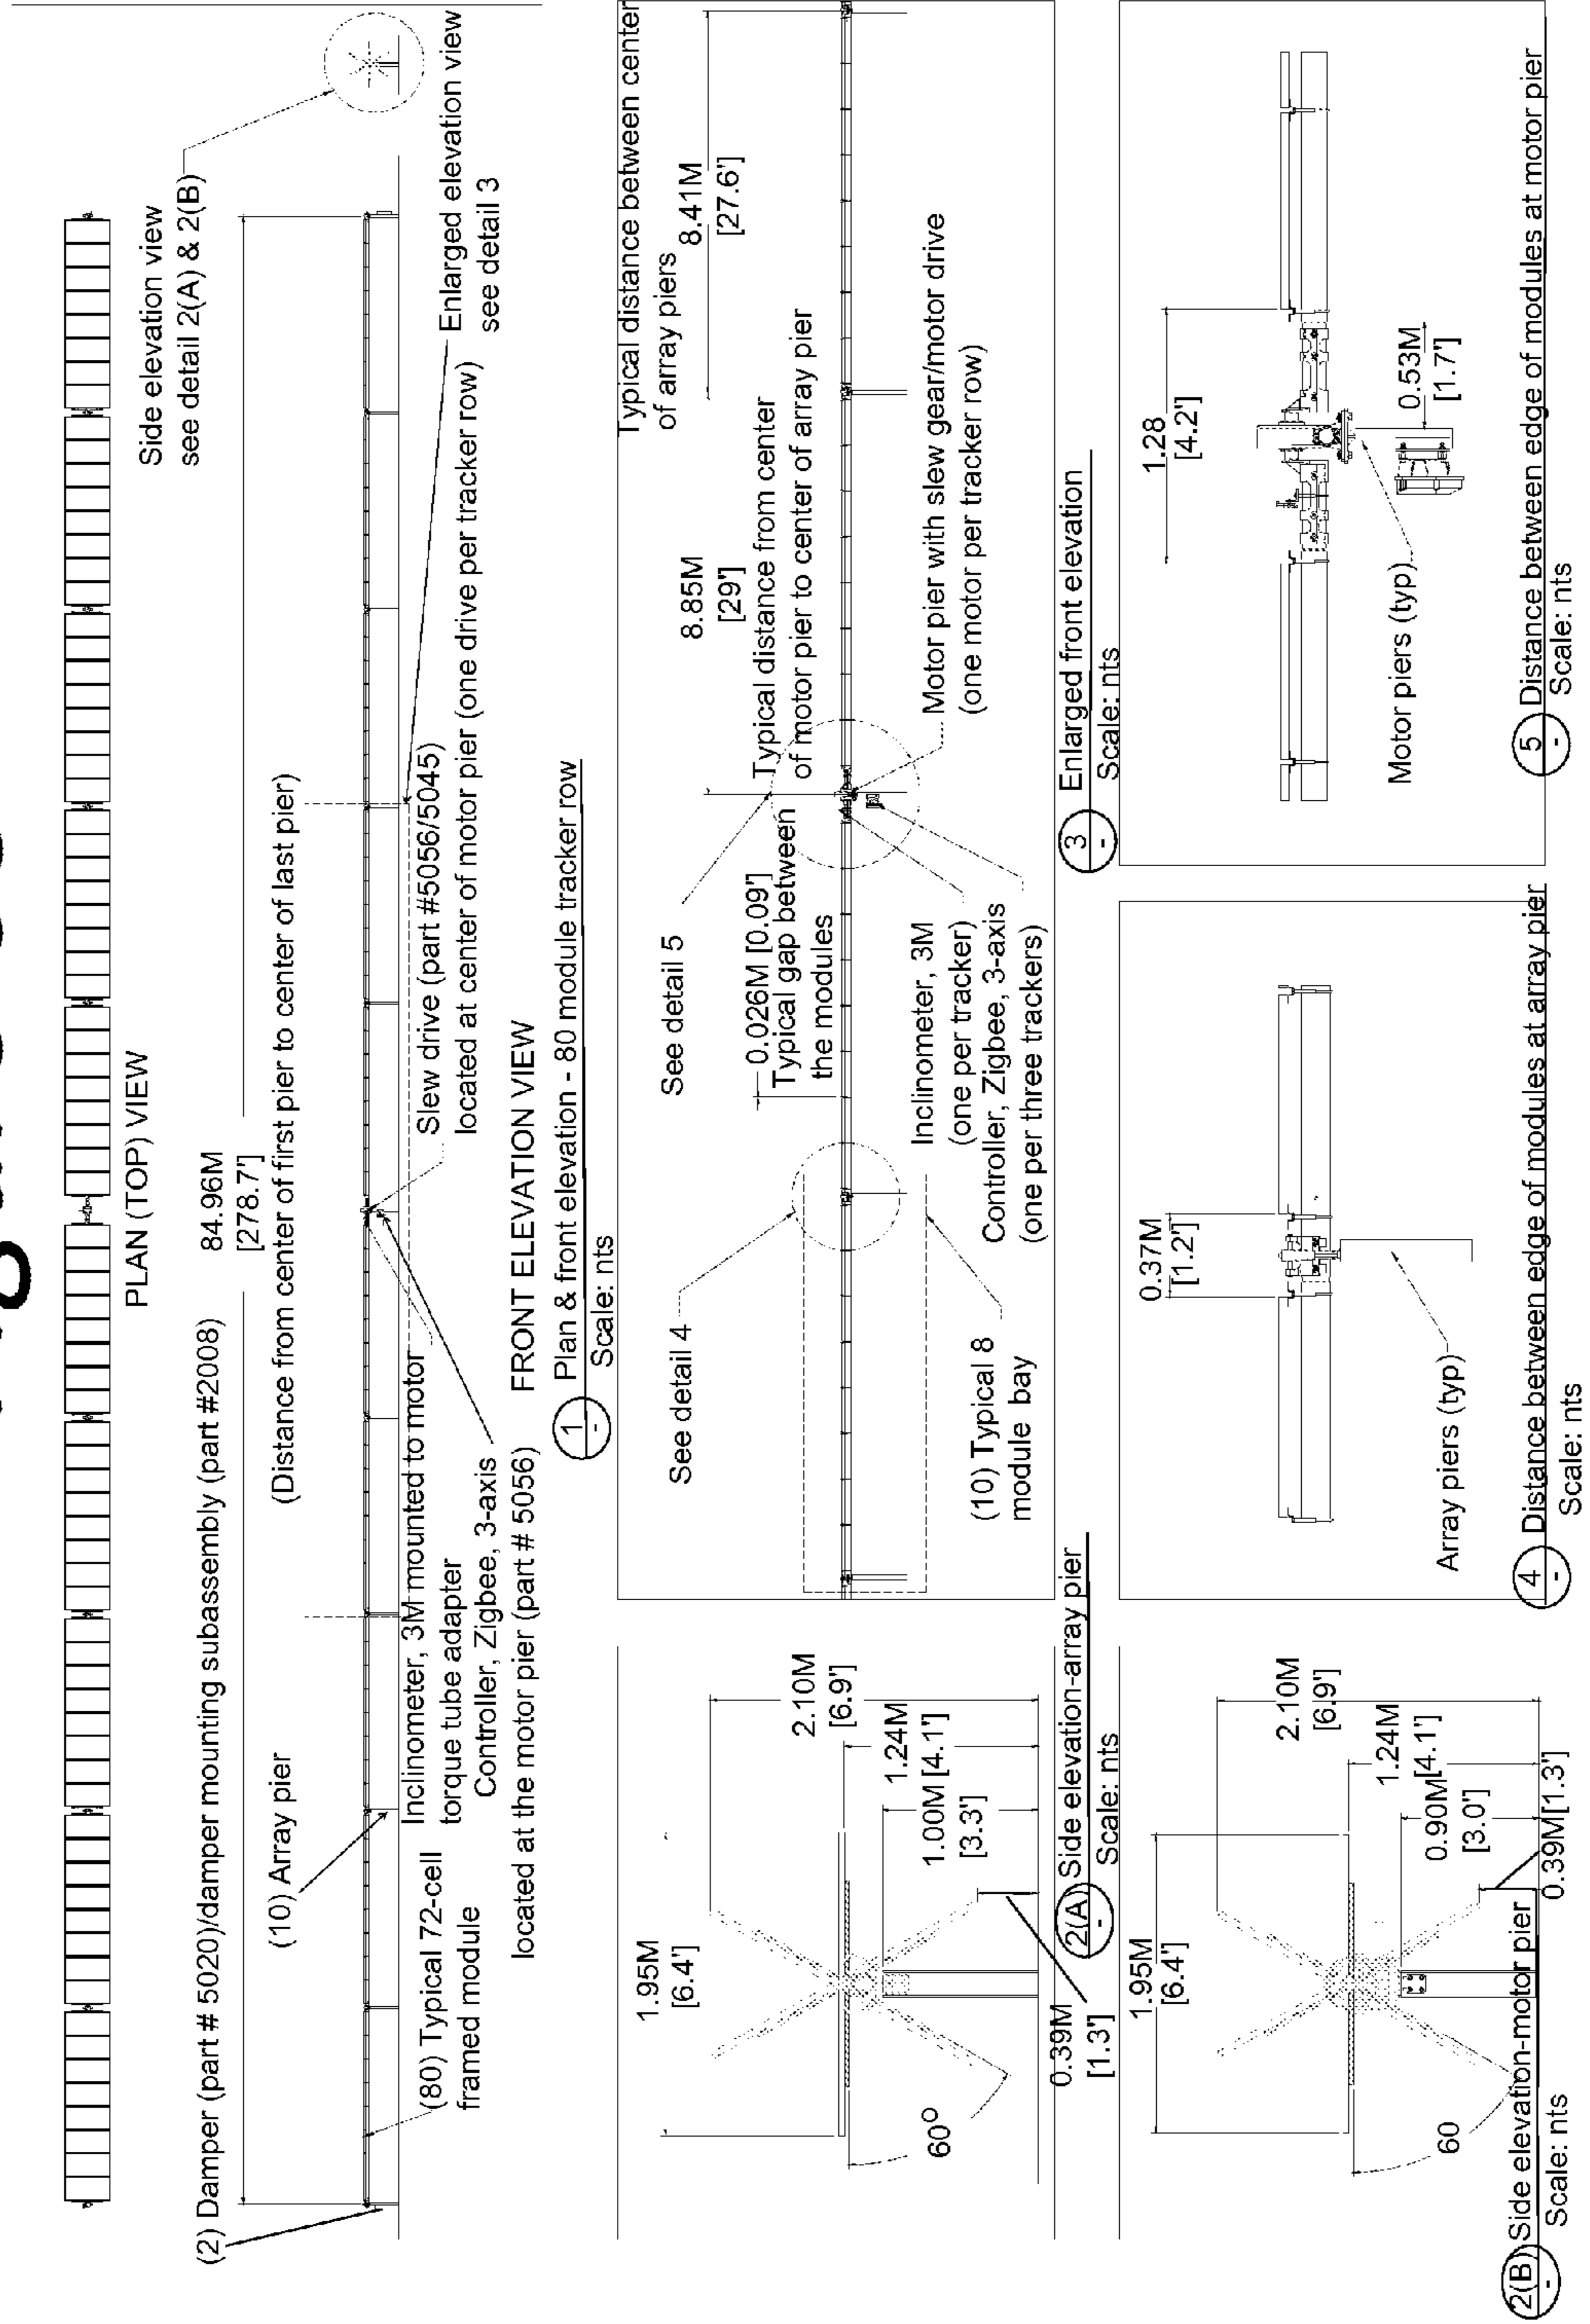 PLAN (TOP) VIEW
Side elevation view
see detail 2(A) & 2(B)
(2) Damper (part # 5020)/damper mounting subassembly (part #2008)
84.96M
[278.7']
(Distance from center of first pier to center of last pier)
(10) Array pier
(80) Typical 72-cell
framed module
Inclinometer, 3M mounted to motor
torque tube adapter
Controller, Zigbee, 3-axis
located at the motor pier (part # 5056)
Slew drive (part #5056/5045)
located at center of motor pier (one drive per tracker row)
Enlarged elevation view
see detail 3
FRONT ELEVATION VIEW
1
-
Plan & front elevation - 80 module tracker row
Scale: nts
1.95M
[6.4']
2.10M
[6.9']
1.24M
[4.1']
1.00M
[3.3']
0.39M
[1.3']
60°
2(A)
-
Side elevation-array pier
Scale: nts
See detail 4
See detail 5
0.026M [0.09']
Typical gap between
the modules
8.85M
[29']
Typical distance from center
of motor pier to center of array pier
Typical distance between center
of array piers
8.41M
[27.6']
(10) Typical 8
module bay
Inclinometer, 3M
(one per tracker)
Controller, Zigbee, 3-axis
(one per three trackers)
Motor pier with slew gear/motor drive
(one motor per tracker row)
3
-
Enlarged front elevation
Scale: nts
1.95M
[6.4']
2.10M
[6.9']
1.24M
[4.1']
0.90M
[3.0']
0.39M[1.3']
60
2(B)
-
Side elevation-motor pier
Scale: nts
0.37M
[1.2']
Array piers (typ)
4
-
Distance between edge of modules at array pier
Scale: nts
1.28
[4.2']
0.53M
[1.7']
Motor piers (typ)
5
-
Distance between edge of modules at motor pier
Scale: nts